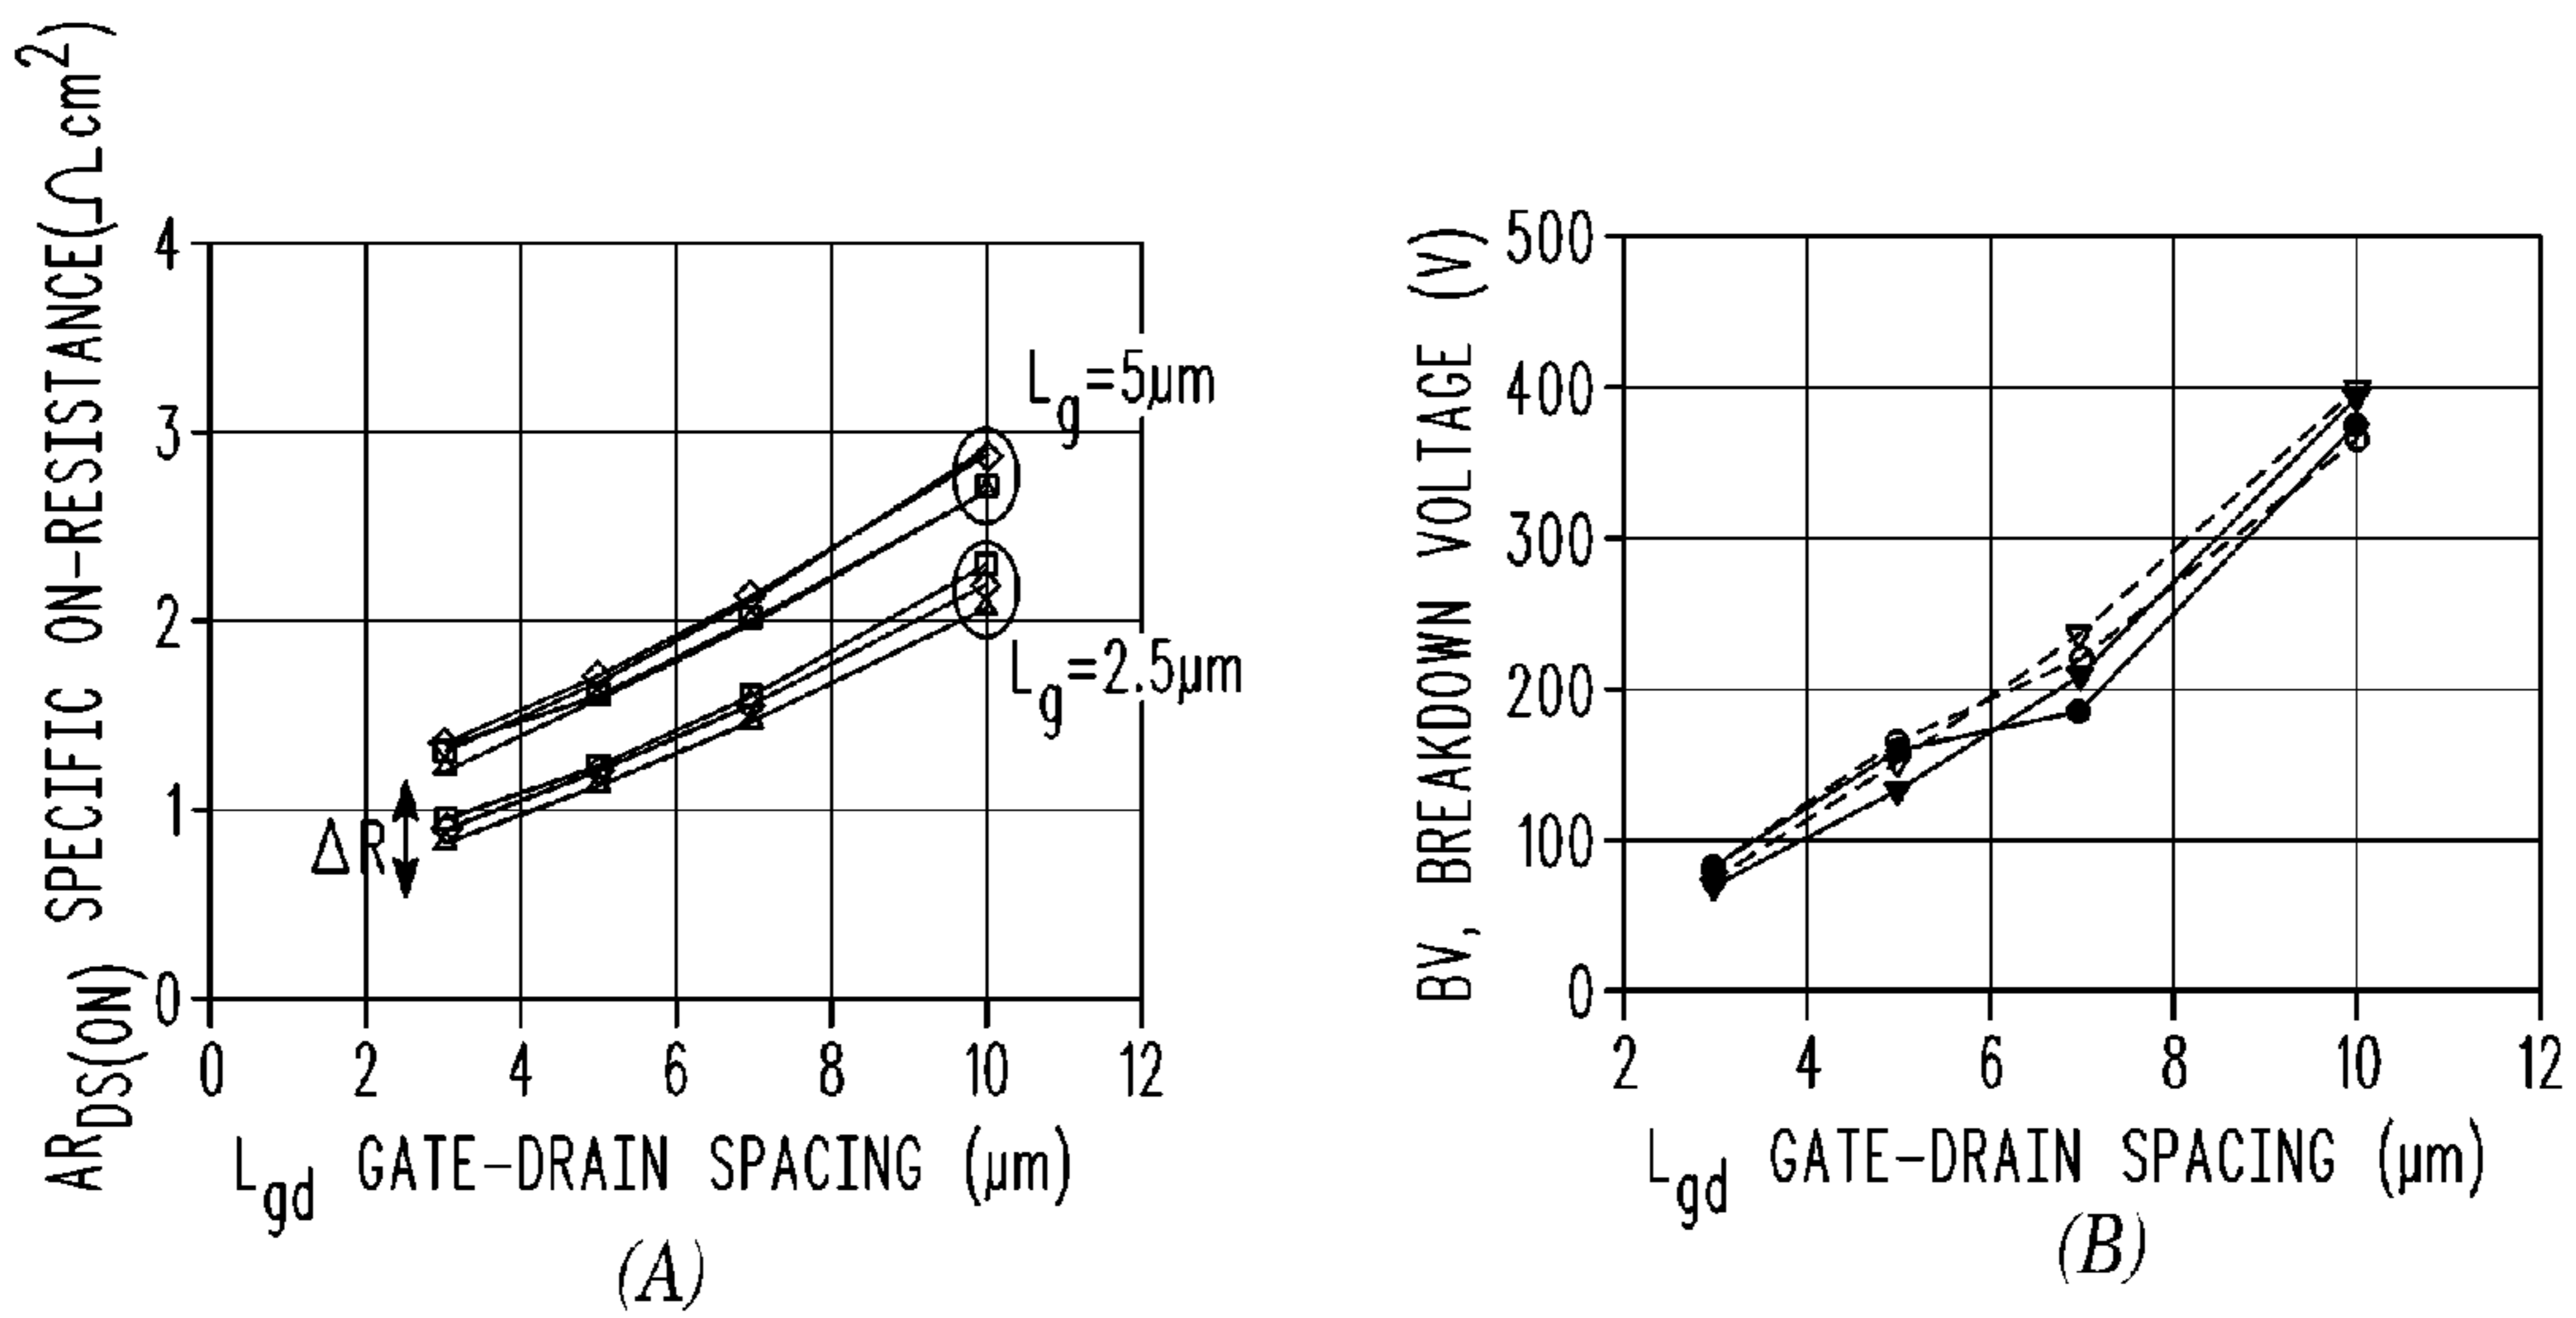 AR_DS(ON) SPECIFIC ON-RESISTANCE(Ωcm²)
4
3
2
1
0
L_g=5µm
L_g=2.5µm
ΔR
0 2 4 6 8 10 12
L_gd GATE-DRAIN SPACING (µm)
(A)
BV, BREAKDOWN VOLTAGE (V)
500
400
300
200
100
0
2 4 6 8 10 12
L_gd GATE-DRAIN SPACING (µm)
(B)